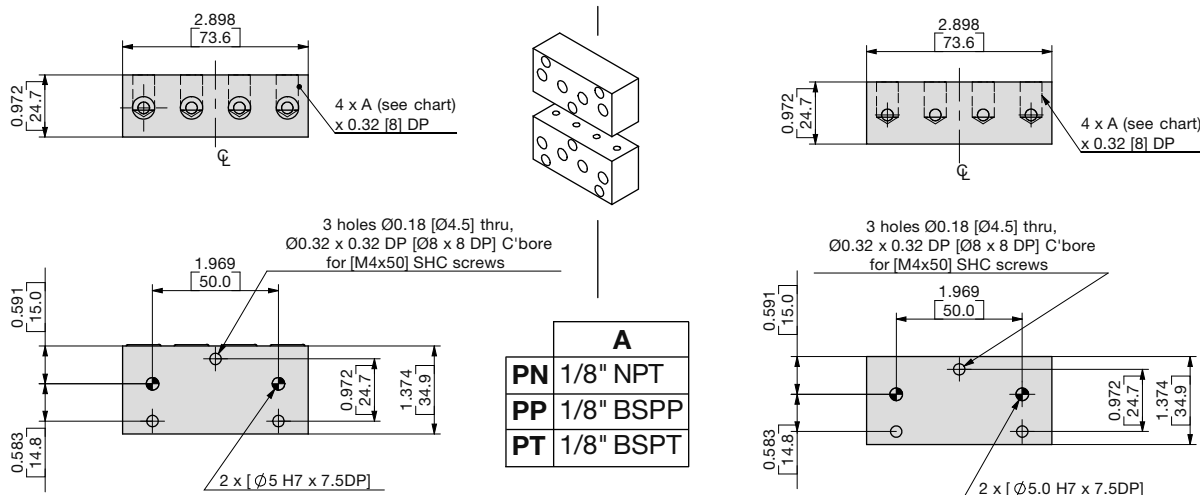 2.898
73.6
0.972
24.7
4 x A (see chart)
x 0.32 [8] DP
℄
3 holes Ø0.18 [Ø4.5] thru,
Ø0.32 x 0.32 DP [Ø8 x 8 DP] C'bore
for [M4x50] SHC screws
1.969
50.0
0.591
15.0
0.583
14.8
0.972
24.7
1.374
34.9
2 x [ Ø5 H7 x 7.5DP]
A
PN 1/8" NPT
PP 1/8" BSPP
PT 1/8" BSPT
2.898
73.6
0.972
24.7
4 x A (see chart)
x 0.32 [8] DP
℄
3 holes Ø0.18 [Ø4.5] thru,
Ø0.32 x 0.32 DP [Ø8 x 8 DP] C'bore
for [M4x50] SHC screws
1.969
50.0
0.591
15.0
0.583
14.8
0.972
24.7
1.374
34.9
2 x [ Ø5.0 H7 x 7.5DP]